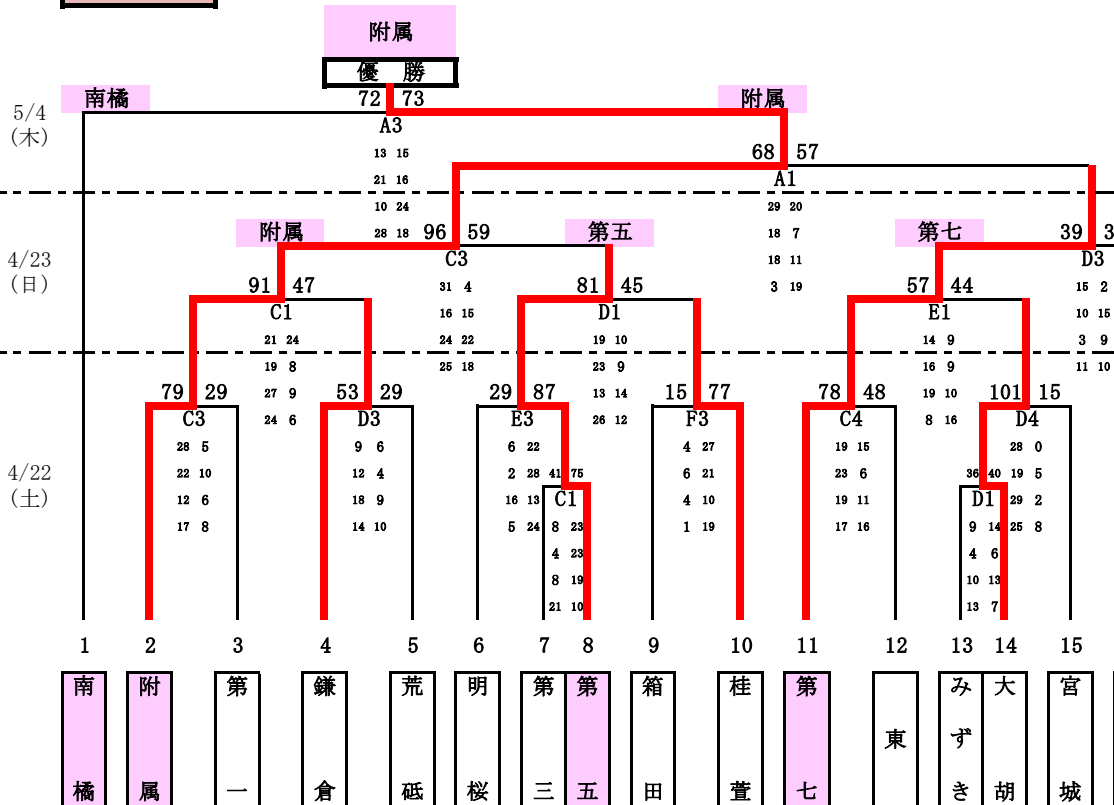 附属
優 勝
南橘 72 73 附属
5/4
(木)
A3
13 15
68 57
21 16
A1
10 24
29 20
附属 28 18 96 59 第五 18 7 第七 39 3
4/23
(日)
C3
18 11
D3
91 47 31 4 81 45 3 19 57 44 15 2
C1 16 15 D1 E1 10 15
21 24 24 22 19 10 14 9 3 9
19 8 25 18 23 9 16 9 11 10
79 29 27 9 53 29 29 87 13 14 15 77 78 48 19 10 101 15
C3 24 6 D3 E3 26 12 F3 C4 8 16 D4
28 5 9 6 6 22 4 27 19 15 28 0
4/22
(土)
22 10 12 4 2 28 41 75 6 21 23 6 36 40 19 5
12 6 18 9 16 13 C1 4 10 19 11 D1 29 2
17 8 14 10 5 24 8 23 1 19 17 16 9 14 25 8
4 23 4 6
8 19 10 13
21 10 13 7
1 2 3 4 5 6 7 8 9 10 11 12 13 14 15
南橘
附属
第一
鎌倉
荒砥
明桜
第三
第五
箱田
桂萱
第七
東
みずき
大胡
宮城